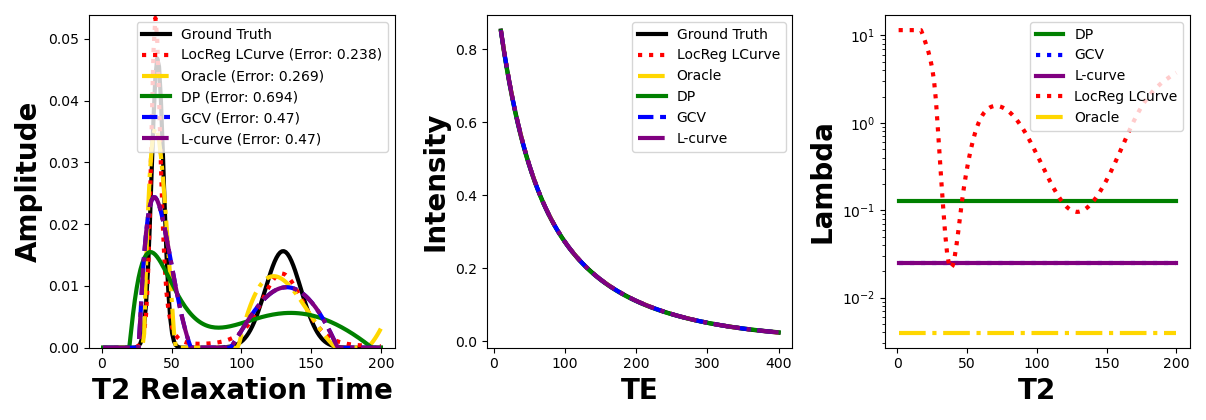 Amplitude
0.05
0.04
0.03
0.02
0.01
0.00
Ground Truth
LocReg LCurve (Error: 0.238)
Oracle (Error: 0.269)
DP (Error: 0.694)
GCV (Error: 0.47)
L-curve (Error: 0.47)
0 50 100 150 200
T2 Relaxation Time
Intensity
0.8
0.6
0.4
0.2
0.0
Ground Truth
LocReg LCurve
Oracle
DP
GCV
L-curve
0 100 200 300 400
TE
Lambda
10¹
10⁰
10⁻¹
10⁻²
DP
GCV
L-curve
LocReg LCurve
Oracle
0 50 100 150 200
T2